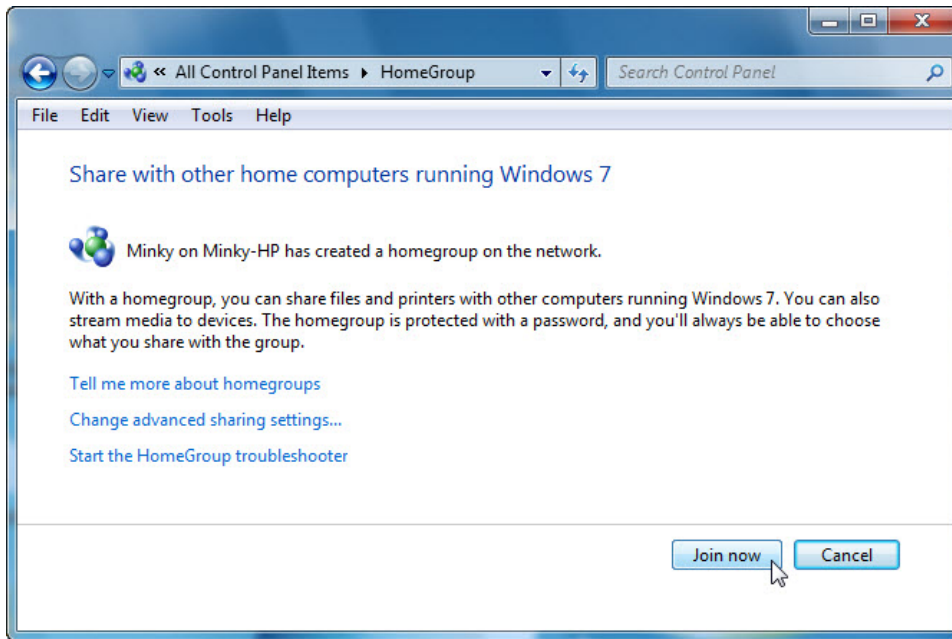 « All Control Panel Items ▸ HomeGroup
Search Control Panel
File Edit View Tools Help
Share with other home computers running Windows 7
Minky on Minky-HP has created a homegroup on the network.
With a homegroup, you can share files and printers with other computers running Windows 7. You can also
stream media to devices. The homegroup is protected with a password, and you'll always be able to choose
what you share with the group.
Tell me more about homegroups
Change advanced sharing settings...
Start the HomeGroup troubleshooter
Join now Cancel